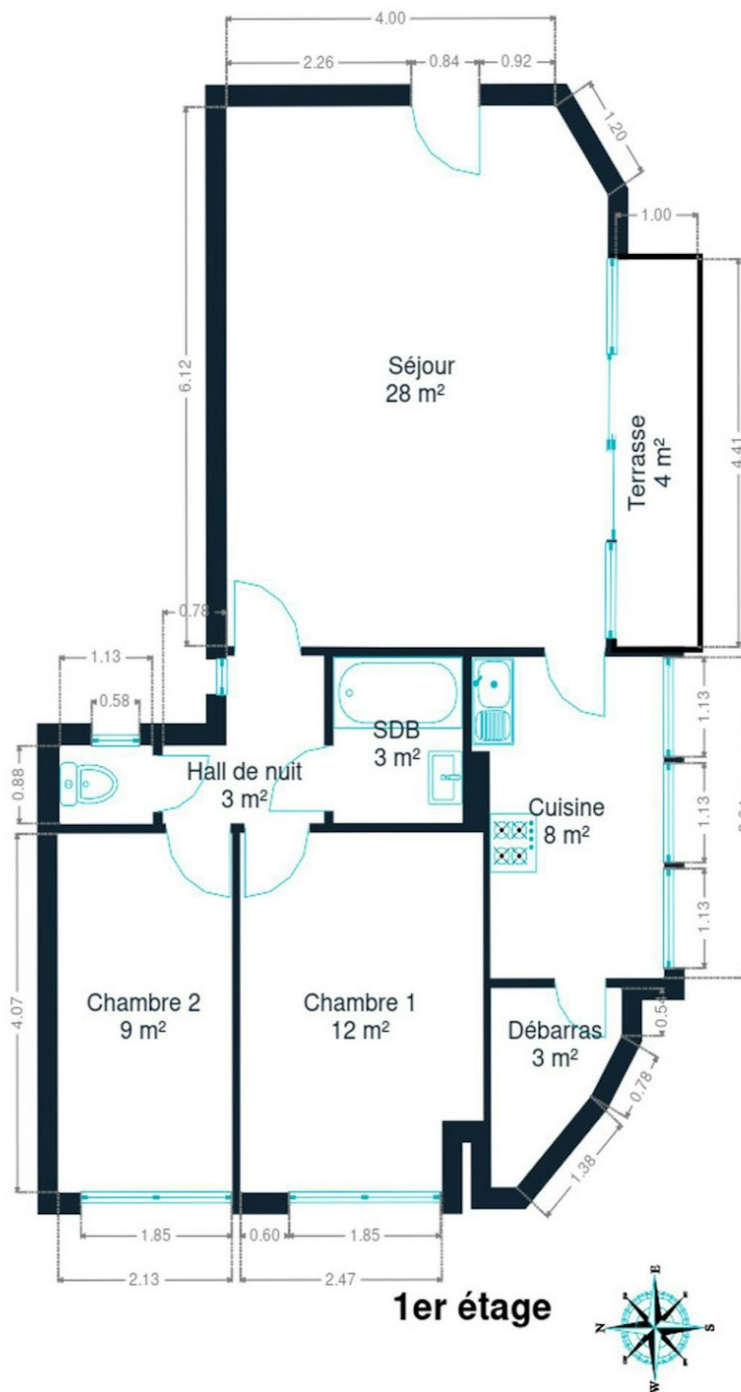 4.00
2.26
0.84
0.92
1.20
1.00
6.12
Séjour
28 m²
Terrasse
4 m²
4.41
0.78
1.13
0.58
0.88
Hall de nuit
3 m²
SDB
3 m²
Cuisine
8 m²
1.13
1.13
1.13
4.07
Chambre 2
9 m²
Chambre 1
12 m²
Débarras
3 m²
0.54
0.78
1.38
1.85
0.60
1.85
2.13
2.47
1er étage
E
N
S
W